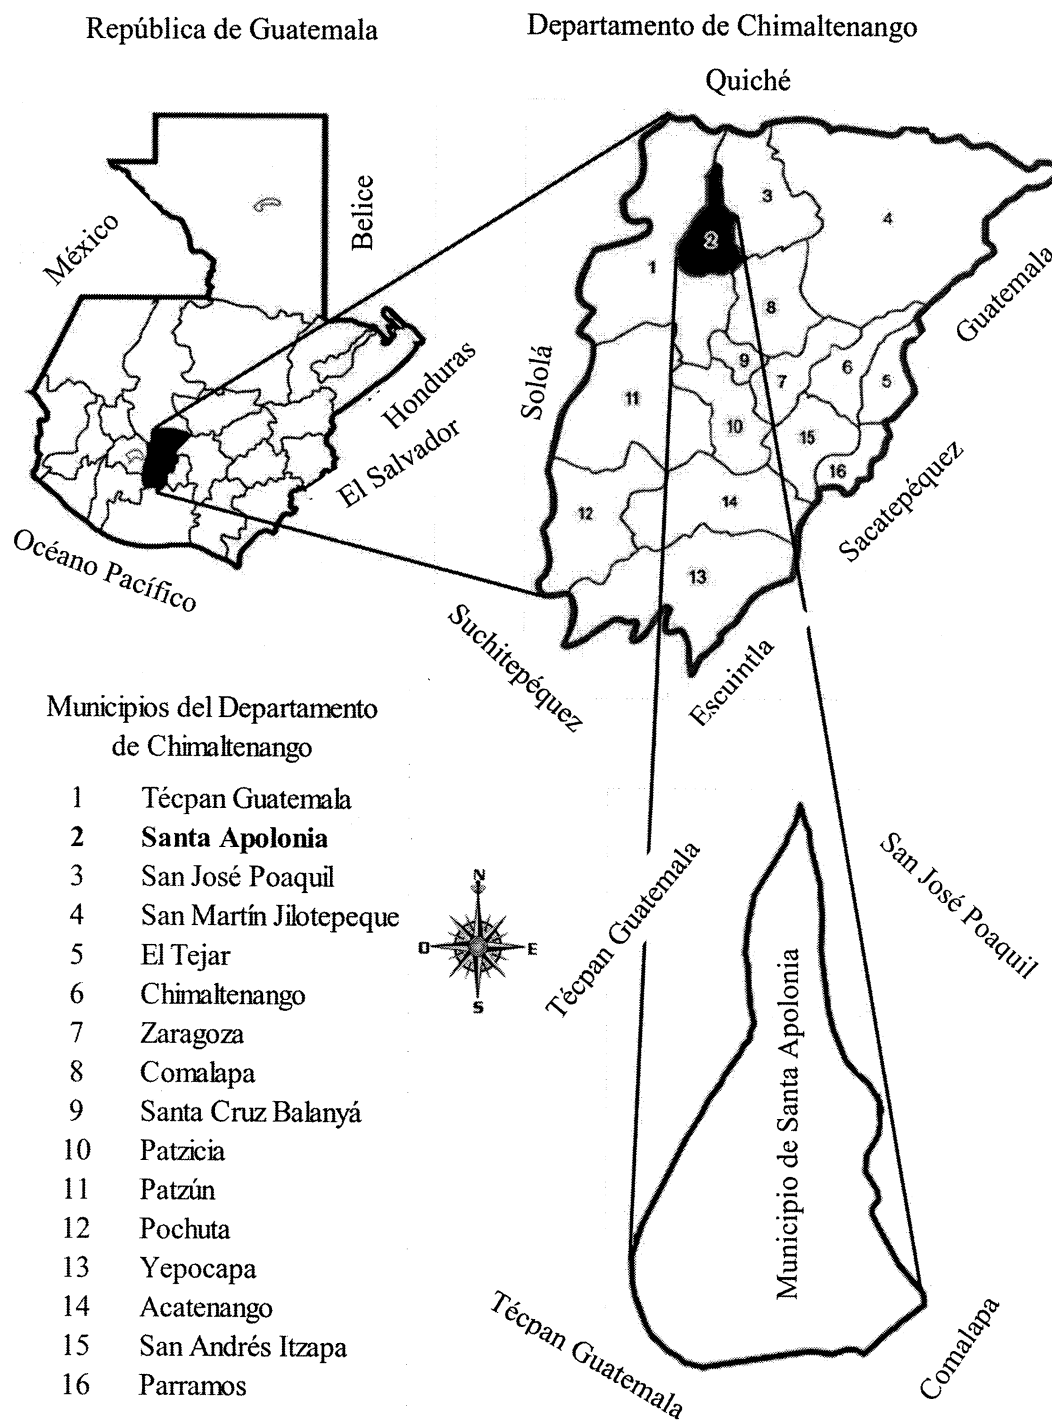 República de Guatemala
Departamento de Chimaltenango
Quiché
México
Belice
Honduras
El Salvador
Océano Pacífico
Sololá
Guatemala
Sacatepéquez
Escuintla
Suchitepéquez
1
2
3
4
5
6
7
8
9
10
11
12
13
14
15
16
Municipios del Departamento
de Chimaltenango
1 Técpan Guatemala
2 Santa Apolonia
3 San José Poaquil
4 San Martín Jilotepeque
5 El Tejar
6 Chimaltenango
7 Zaragoza
8 Comalapa
9 Santa Cruz Balanyá
10 Patzicia
11 Patzún
12 Pochuta
13 Yepocapa
14 Acatenango
15 San Andrés Itzapa
16 Parramos
N
O
E
S
Técpan Guatemala
San José Poaquil
Municipio de Santa Apolonia
Técpan Guatemala
Comalapa